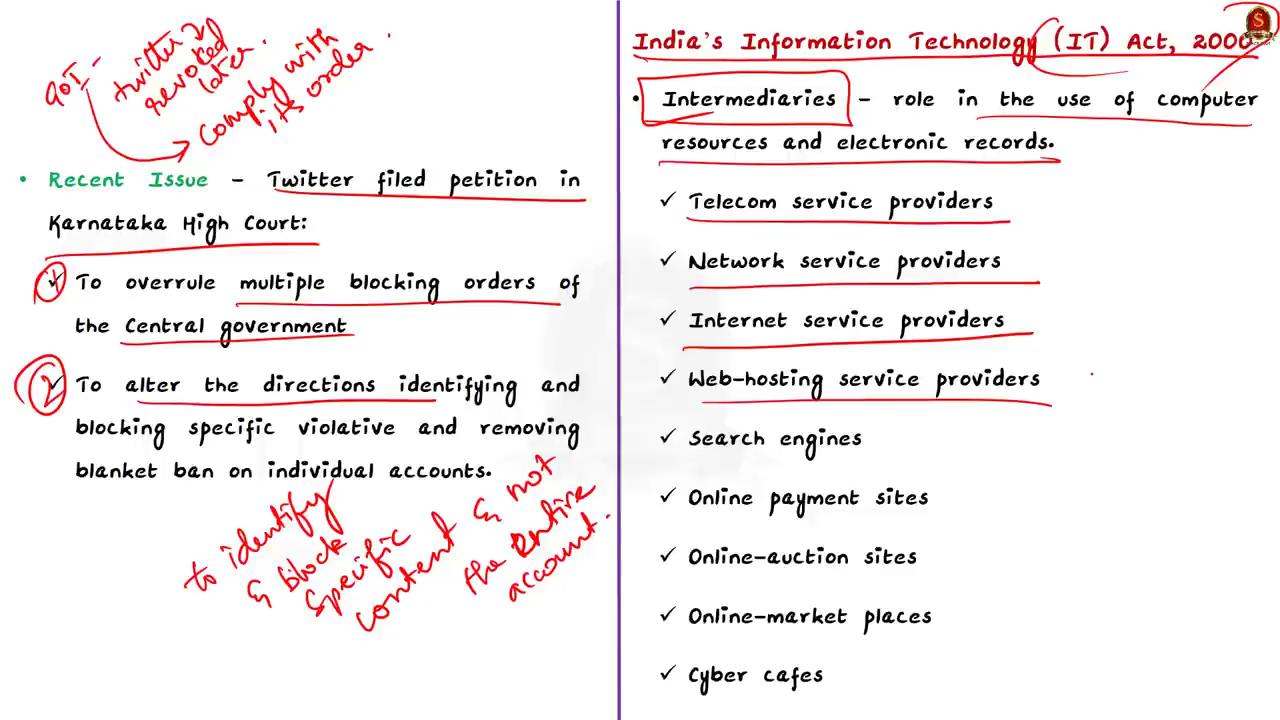 GOI -
twitter
revoked
later.
comply with
its order.
• Recent Issue – Twitter filed petition in
Karnataka High Court:
1 ✓ To overrule multiple blocking orders of
the Central government
2 ✓ To alter the directions identifying and
blocking specific violative and removing
blanket ban on individual accounts.
to identify
& block
specific
content & not
the entire
account.
India's Information Technology (IT) Act, 2000
• Intermediaries – role in the use of computer
resources and electronic records.
✓ Telecom service providers
✓ Network service providers
✓ Internet service providers
✓ Web-hosting service providers
✓ Search engines
✓ Online payment sites
✓ Online-auction sites
✓ Online-market places
✓ Cyber cafes